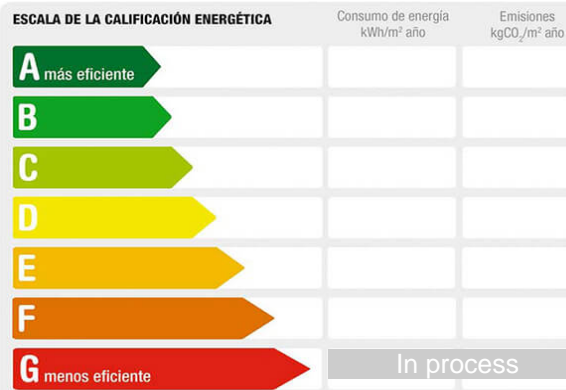 ESCALA DE LA CALIFICACIÓN ENERGÉTICA
Consumo de energía
kWh/m² año
Emisiones
kgCO₂/m² año
A más eficiente
B
C
D
E
F
G menos eficiente
In process